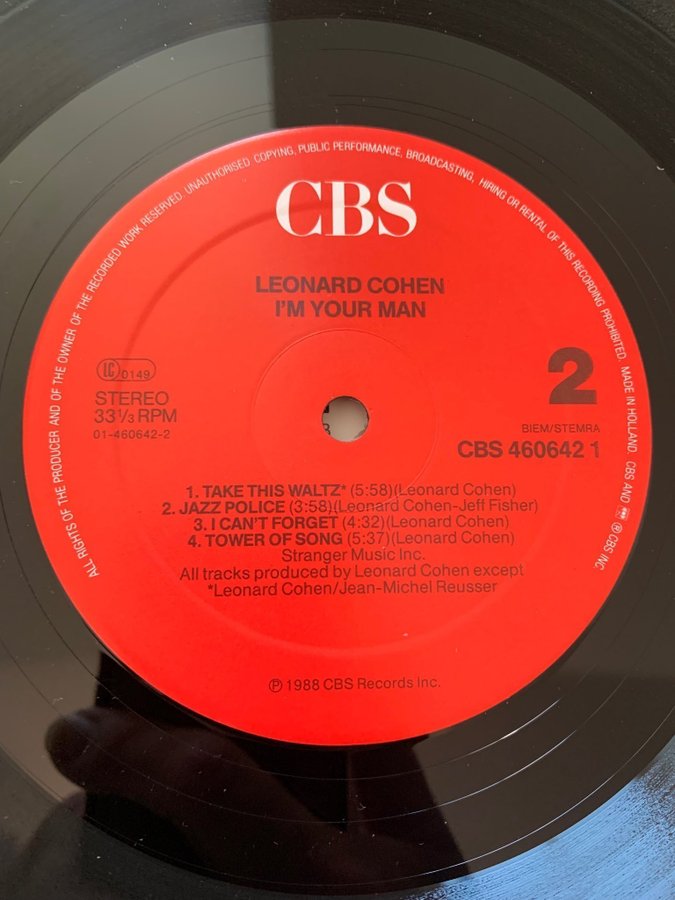 ALL RIGHTS OF THE PRODUCER AND OF THE OWNER OF THE RECORDED WORK RESERVED. UNAUTHORISED COPYING, PUBLIC PERFORMANCE, BROADCASTING, HIRING OR RENTAL OF THIS RECORDING PROHIBITED. MADE IN HOLLAND. CBS AND ℗ CBS INC.
CBS
LEONARD COHEN
I'M YOUR MAN
LC 0149
STEREO
33⅓ RPM
01-460642-2
2
BIEM/STEMRA
CBS 460642 1
1. TAKE THIS WALTZ* (5:58)(Leonard Cohen)
2. JAZZ POLICE (3:58)(Leonard Cohen-Jeff Fisher)
3. I CAN'T FORGET (4:32)(Leonard Cohen)
4. TOWER OF SONG (5:37)(Leonard Cohen)
Stranger Music Inc.
All tracks produced by Leonard Cohen except
*Leonard Cohen/Jean-Michel Reusser
℗ 1988 CBS Records Inc.